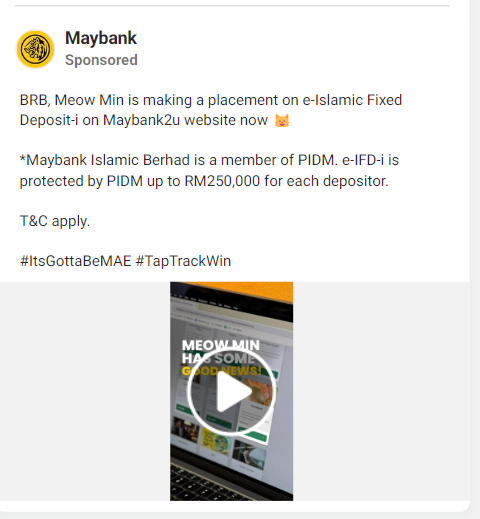 Maybank
Sponsored
BRB, Meow Min is making a placement on e-Islamic Fixed
Deposit-i on Maybank2u website now 😸
*Maybank Islamic Berhad is a member of PIDM. e-IFD-i is
protected by PIDM up to RM250,000 for each depositor.
T&C apply.
#ItsGottaBeMAE #TapTrackWin
MEOW MIN
HAS SOME
GOOD NEWS!